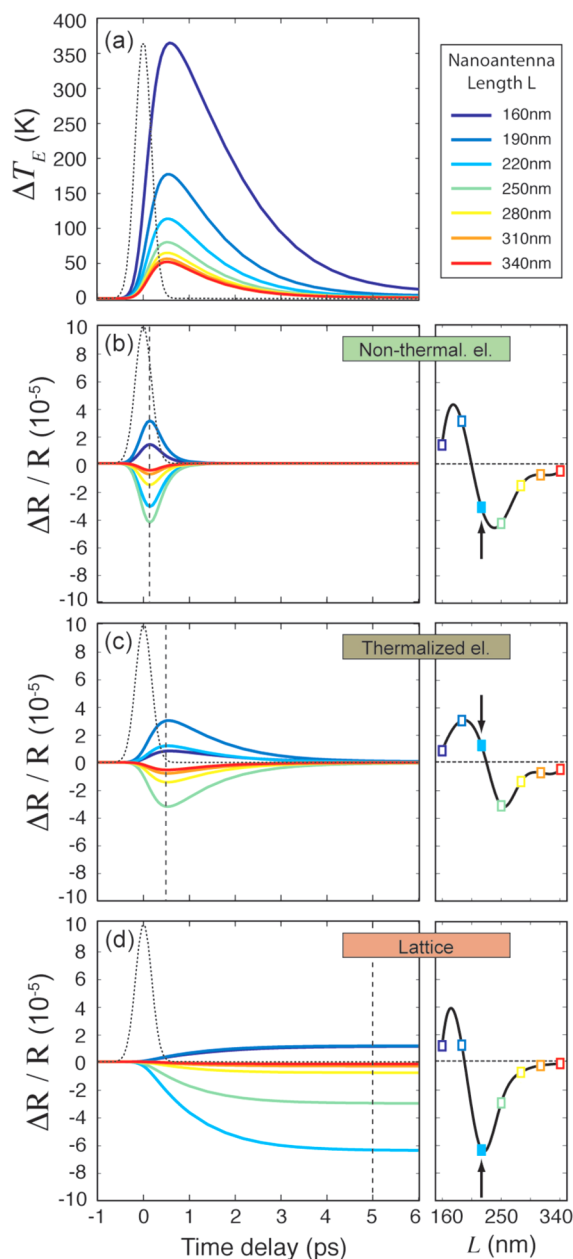 (a)
400
350
300
250
200
150
100
50
0
ΔT_E (K)
Nanoantenna
Length L
160nm
190nm
220nm
250nm
280nm
310nm
340nm
(b)
Non-thermal. el.
10
8
6
4
2
0
-2
-4
-6
-8
-10
ΔR / R (10⁻⁵)
(c)
Thermalized el.
10
8
6
4
2
0
-2
-4
-6
-8
-10
ΔR / R (10⁻⁵)
(d)
Lattice
10
8
6
4
2
0
-2
-4
-6
-8
-10
ΔR / R (10⁻⁵)
-1 0 1 2 3 4 5 6
160 250 340
Time delay (ps)
L (nm)